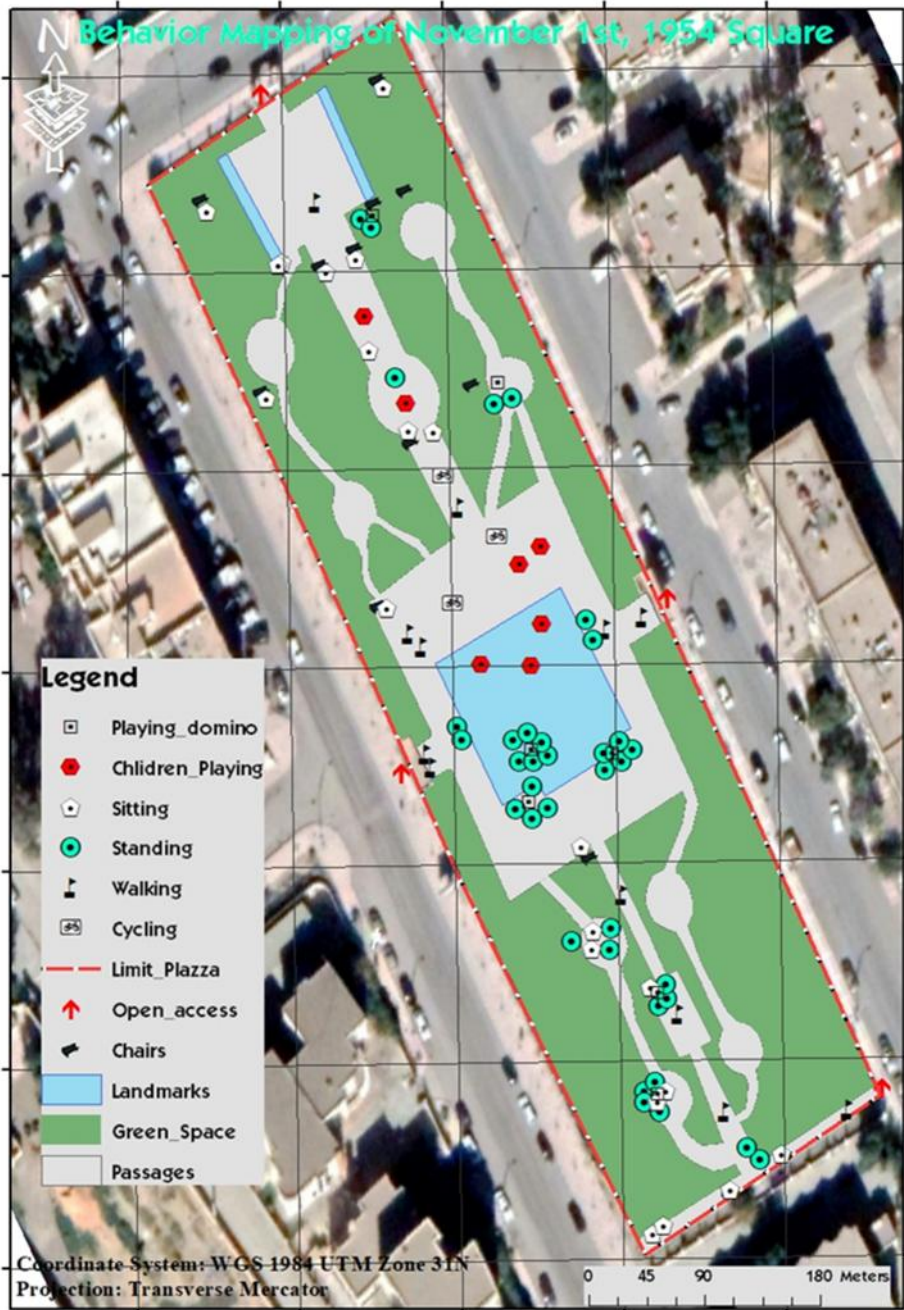 N
Behavior Mapping of November 1st, 1954 Square
Legend
Playing_domino
Chlidren_Playing
Sitting
Standing
Walking
Cycling
Limit_Plazza
Open_access
Chairs
Landmarks
Green_Space
Passages
Coordinate System: WGS 1984 UTM Zone 31N
Projection: Transverse Mercator
0 45 90 180 Meters